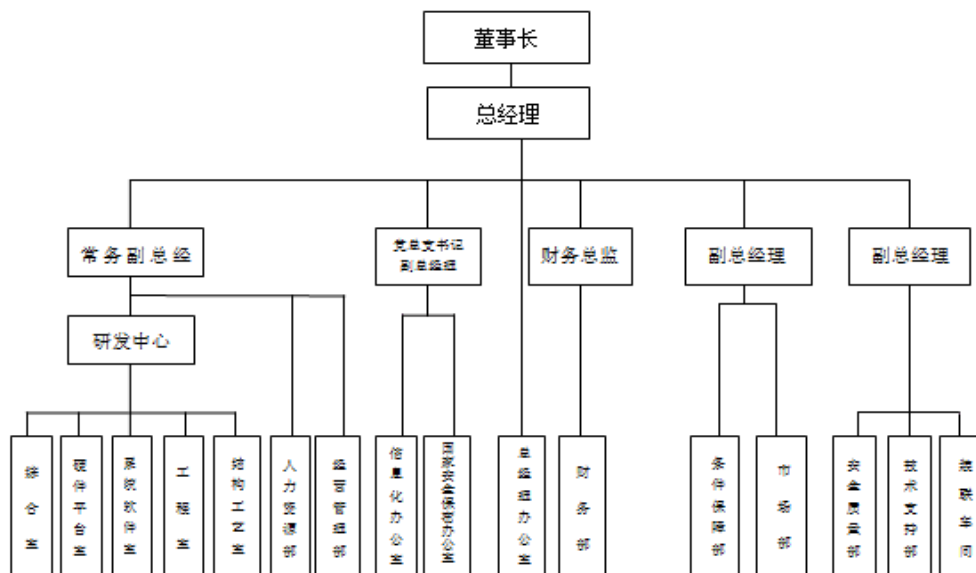 董事长
总经理
常务副总经
党总支书记
副总经理
财务总监
副总经理
副总经理
研发中心
综合室
硬件平台室
系统软件室
工程室
结构工艺室
人力资源部
经营管理部
信息化办公室
国家安全保密办公室
总经理办公室
财务部
条件保障部
市场部
安全质量部
技术支持部
装联车间